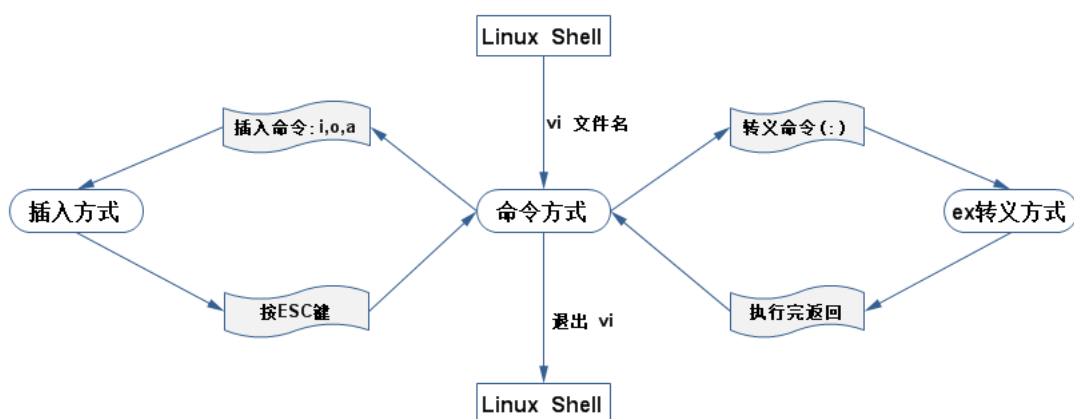 Linux Shell
vi 文件名
插入命令:i,o,a
转义命令(:)
插入方式
命令方式
ex转义方式
按ESC键
执行完返回
退出 vi
Linux Shell